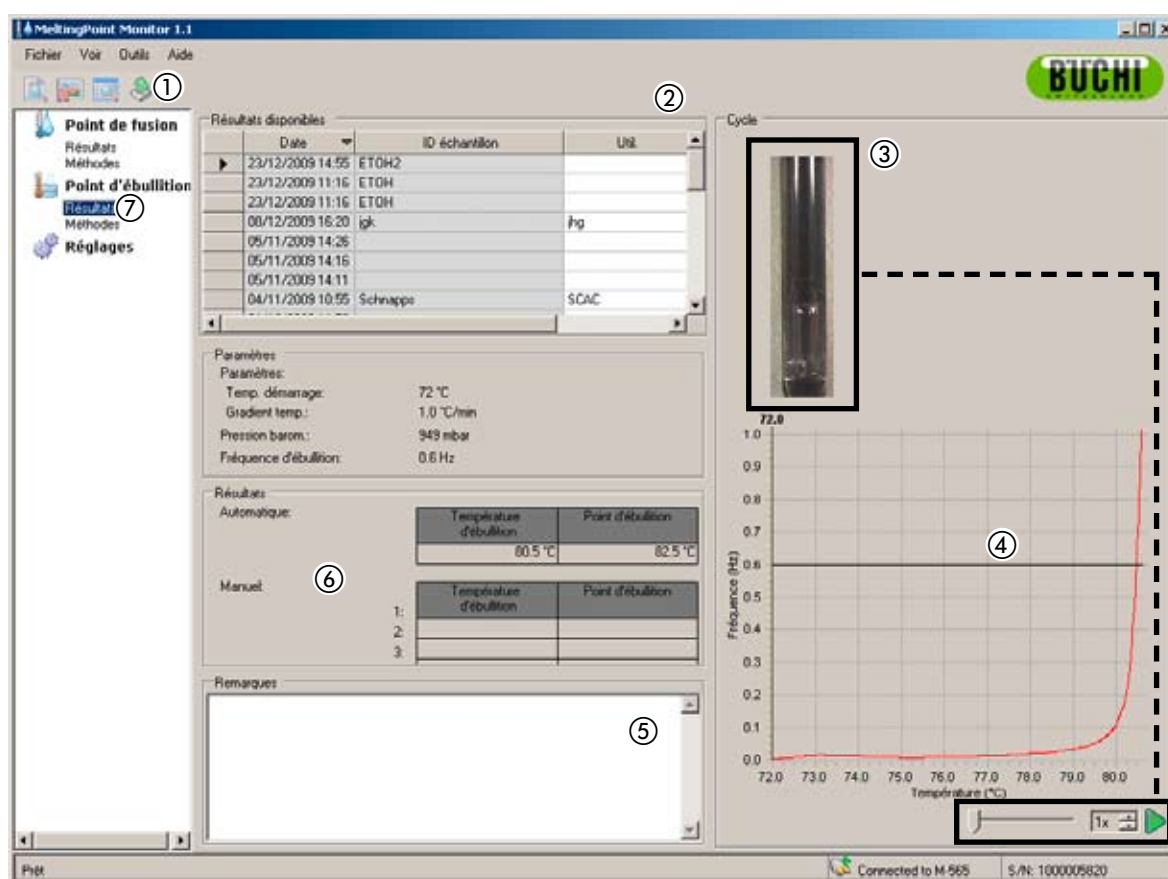 MeltingPoint Monitor 1.1
Fichier Voir Outils Aide
①
BUCHI
Point de fusion
Résultats
Méthodes
Point d'ébullition
Résultats ⑦
Méthodes
Réglages
Résultats disponibles ②
Date ID échantillon Util.
23/12/2009 14:55 ETOH2
23/12/2009 11:16 ETOH
23/12/2009 11:16 ETOH
08/12/2009 16:20 jgk jhg
05/11/2009 14:26
05/11/2009 14:16
05/11/2009 14:11
04/11/2009 10:55 Schnapps SCAC
Paramètres
Paramètres:
Temp. démarrage: 72 °C
Gradient temp.: 1.0 °C/min
Pression barom.: 949 mbar
Fréquence d'ébullition: 0.6 Hz
Résultats
Automatique: Température d'ébullition Point d'ébullition
80.5 °C 82.5 °C
Manuel: ⑥ Température d'ébullition Point d'ébullition
1:
2:
3:
Remarques
⑤
Cycle
③
72.0
1.0
0.9
0.8
0.7
0.6
0.5
0.4
0.3
0.2
0.1
0.0
④
Fréquence (Hz)
72.0 73.0 74.0 75.0 76.0 77.0 78.0 79.0 80.0
Température (°C)
1x
Prêt Connected to M-565 S/N: 1000005820